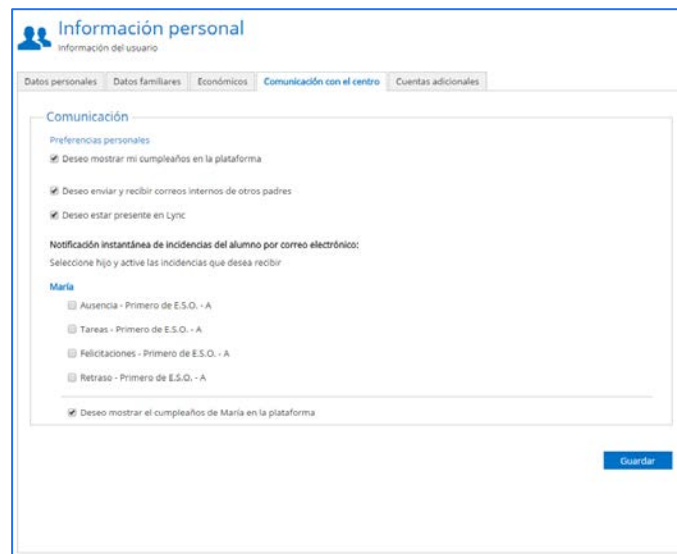 Información personal
Información del usuario
Datos personales Datos familiares Económicos Comunicación con el centro Cuentas adicionales
Comunicación
Preferencias personales
Deseo mostrar mi cumpleaños en la plataforma
Deseo enviar y recibir correos internos de otros padres
Deseo estar presente en Lync
Notificación instantánea de incidencias del alumno por correo electrónico:
Seleccione hijo y active las incidencias que desea recibir
María
Ausencia - Primero de E.S.O. - A
Tareas - Primero de E.S.O. - A
Felicitaciones - Primero de E.S.O. - A
Retraso - Primero de E.S.O. - A
Deseo mostrar el cumpleaños de María en la plataforma
Guardar